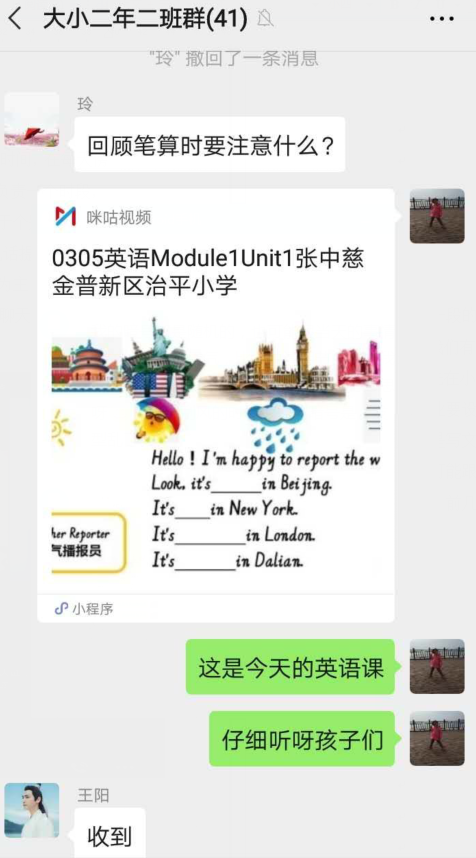 大小二年二班群(41)
"玲" 撤回了一条消息
玲
回顾笔算时要注意什么?
咪咕视频
0305英语Module1Unit1张中慈
金普新区治平小学
Hello！I'm happy to report the w
Look, it's______in Beijing.
It's____in New York.
It's________in London.
It's_______in Dalian.
her Reporter
气播报员
小程序
这是今天的英语课
仔细听呀孩子们
王阳
收到